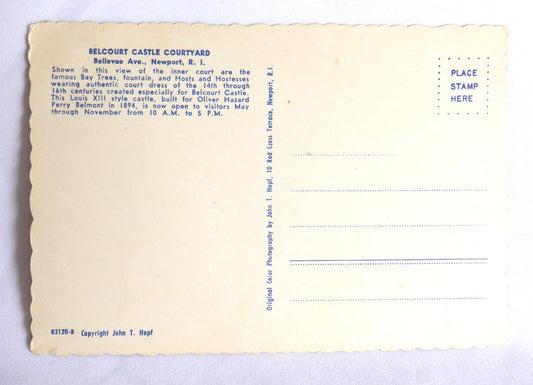 BELCOURT CASTLE COURTYARD
Bellevue Ave., Newport, R. I.
Shown in this view of the inner court are the
famous Bay Trees, fountain, and Hosts and Hostesses
wearing authentic court dress of the 14th through
16th centuries created especially for Belcourt Castle.
This Louis XIII style castle, built for Oliver Hazard
Perry Belmont in 1894, is now open to visitors May
through November from 10 A.M. to 5 P.M.
83120-B Copyright John T. Hopf
Original Color Photography by John T. Hopf, 10 Red Cross Terrace, Newport, R.I.
PLACE
STAMP
HERE